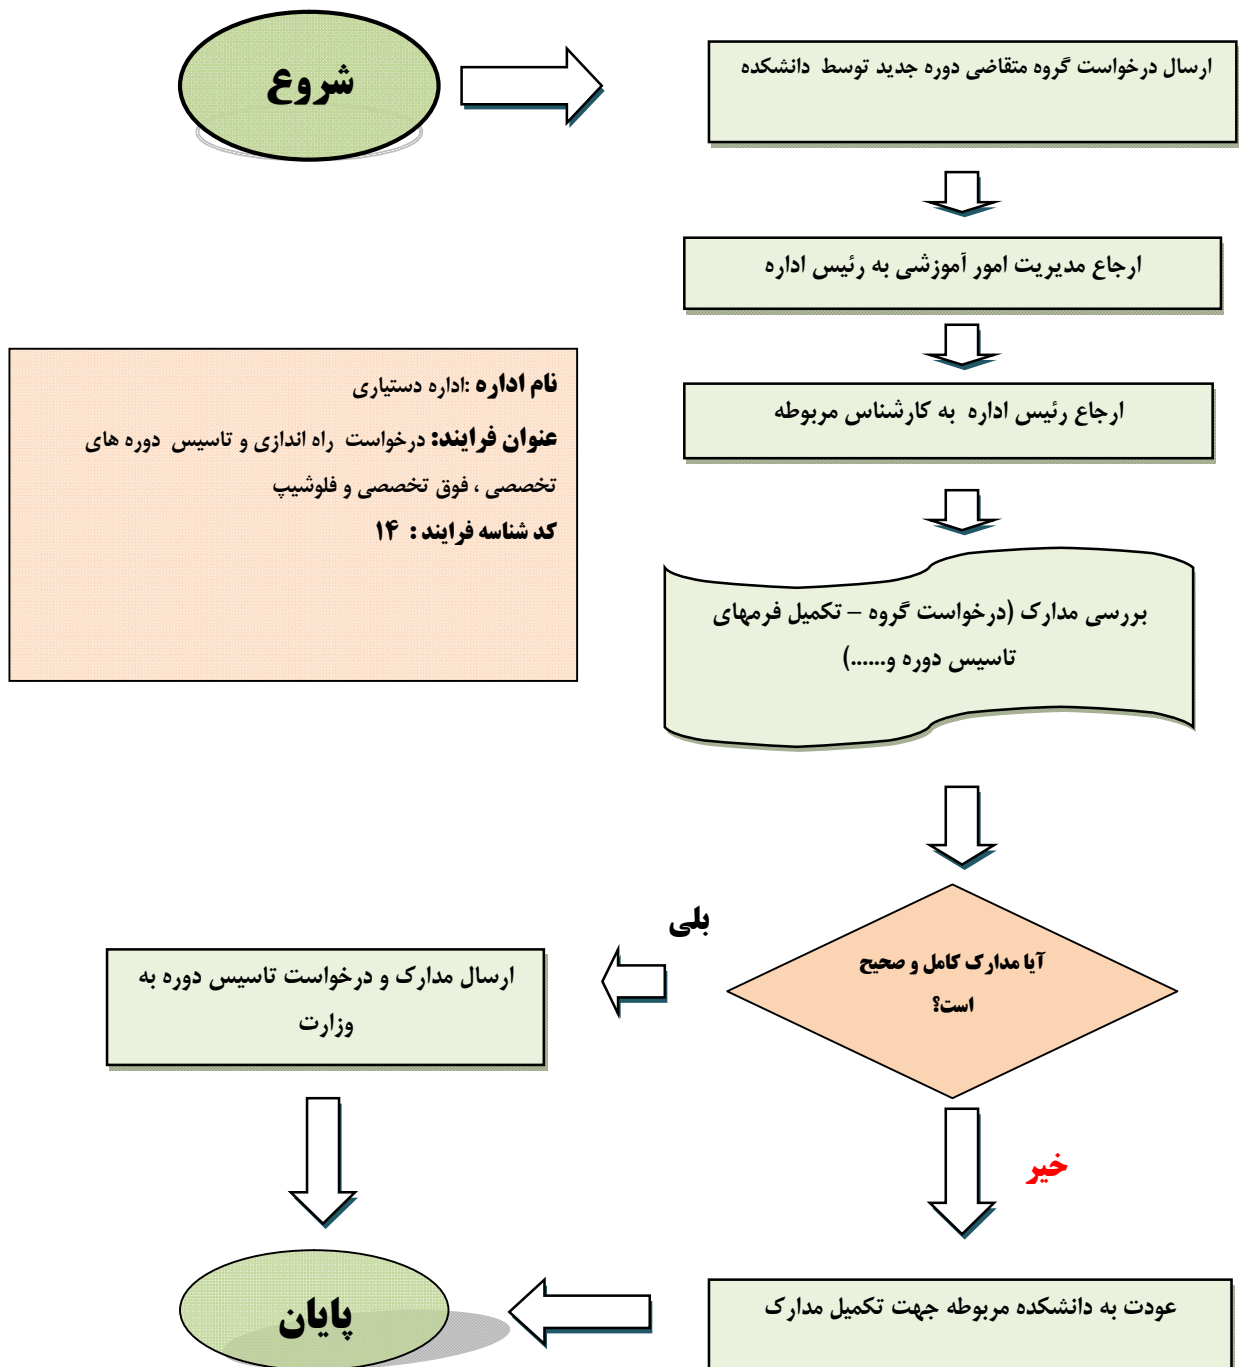 شروع
ارسال درخواست گروه متقاضی دوره جدید توسط دانشکده
ارجاع مدیریت امور آموزشی به رئیس اداره
ارجاع رئیس اداره به کارشناس مربوطه
نام اداره :اداره دستیاری
عنوان فرایند: درخواست راه اندازی و تاسیس دوره های
تخصصی ، فوق تخصصی و فلوشیپ
کد شناسه فرایند : ۱۴
بررسی مدارک (درخواست گروه – تکمیل فرمهای
تاسیس دوره و......)
آیا مدارک کامل و صحیح
است؟
بلی
ارسال مدارک و درخواست تاسیس دوره به
وزارت
خیر
عودت به دانشکده مربوطه جهت تکمیل مدارک
پایان